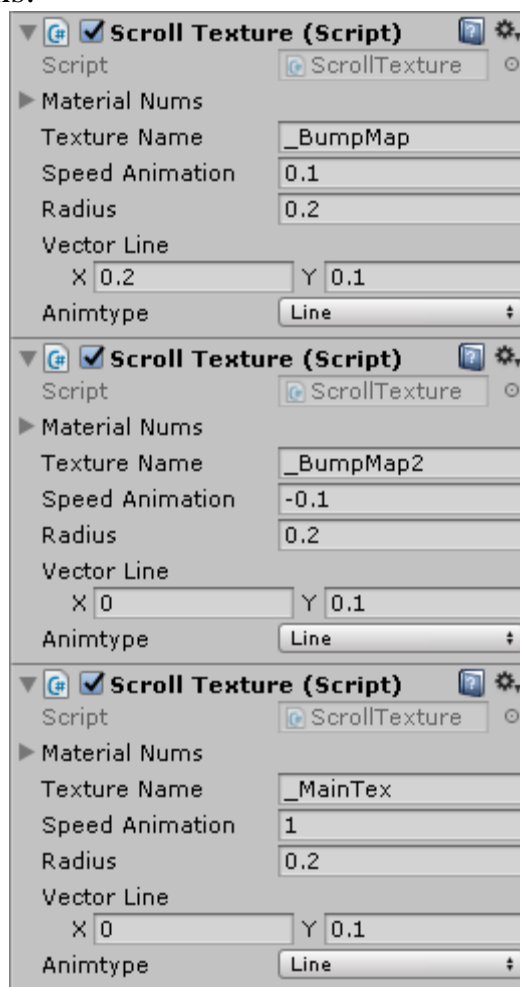 is:
Scroll Texture (Script)
Script ScrollTexture
Material Nums
Texture Name _BumpMap
Speed Animation 0.1
Radius 0.2
Vector Line
X 0.2 Y 0.1
Animtype Line
Scroll Texture (Script)
Script ScrollTexture
Material Nums
Texture Name _BumpMap2
Speed Animation -0.1
Radius 0.2
Vector Line
X 0 Y 0.1
Animtype Line
Scroll Texture (Script)
Script ScrollTexture
Material Nums
Texture Name _MainTex
Speed Animation 1
Radius 0.2
Vector Line
X 0 Y 0.1
Animtype Line